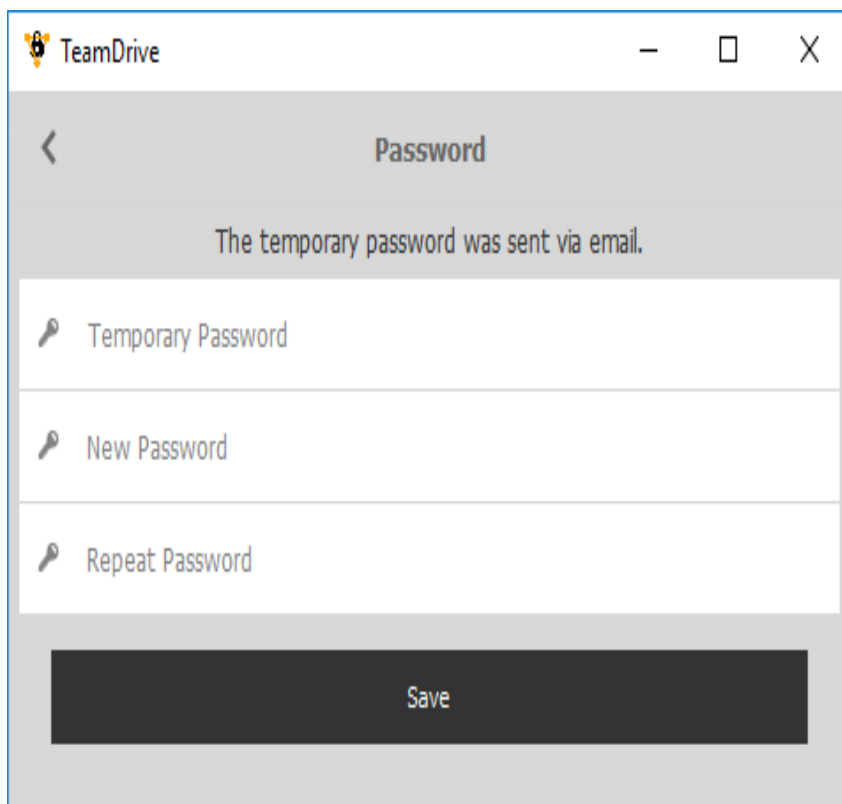 TeamDrive
Password
The temporary password was sent via email.
Temporary Password
New Password
Repeat Password
Save